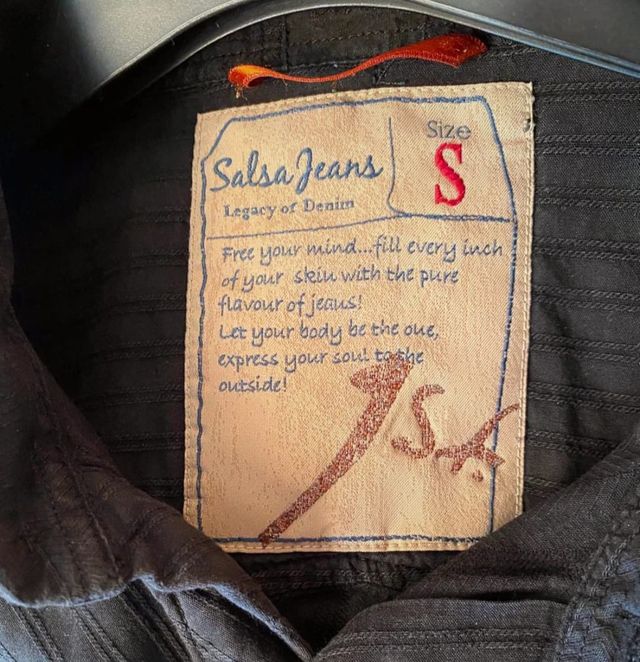 Size
S
Salsa Jeans
Legacy of Denim
Free your mind...fill every inch
of your skin with the pure
flavour of jeans!
Let your body be the one,
express your soul to the
outside!